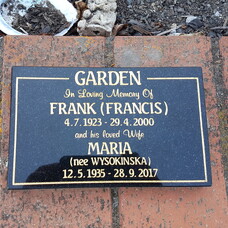 GARDEN
In Loving Memory Of
FRANK (FRANCIS)
4.7.1923 - 29.4.2000
and his loved Wife
MARIA
(nee WYSOKINSKA)
12.5.1935 - 28.9.2017